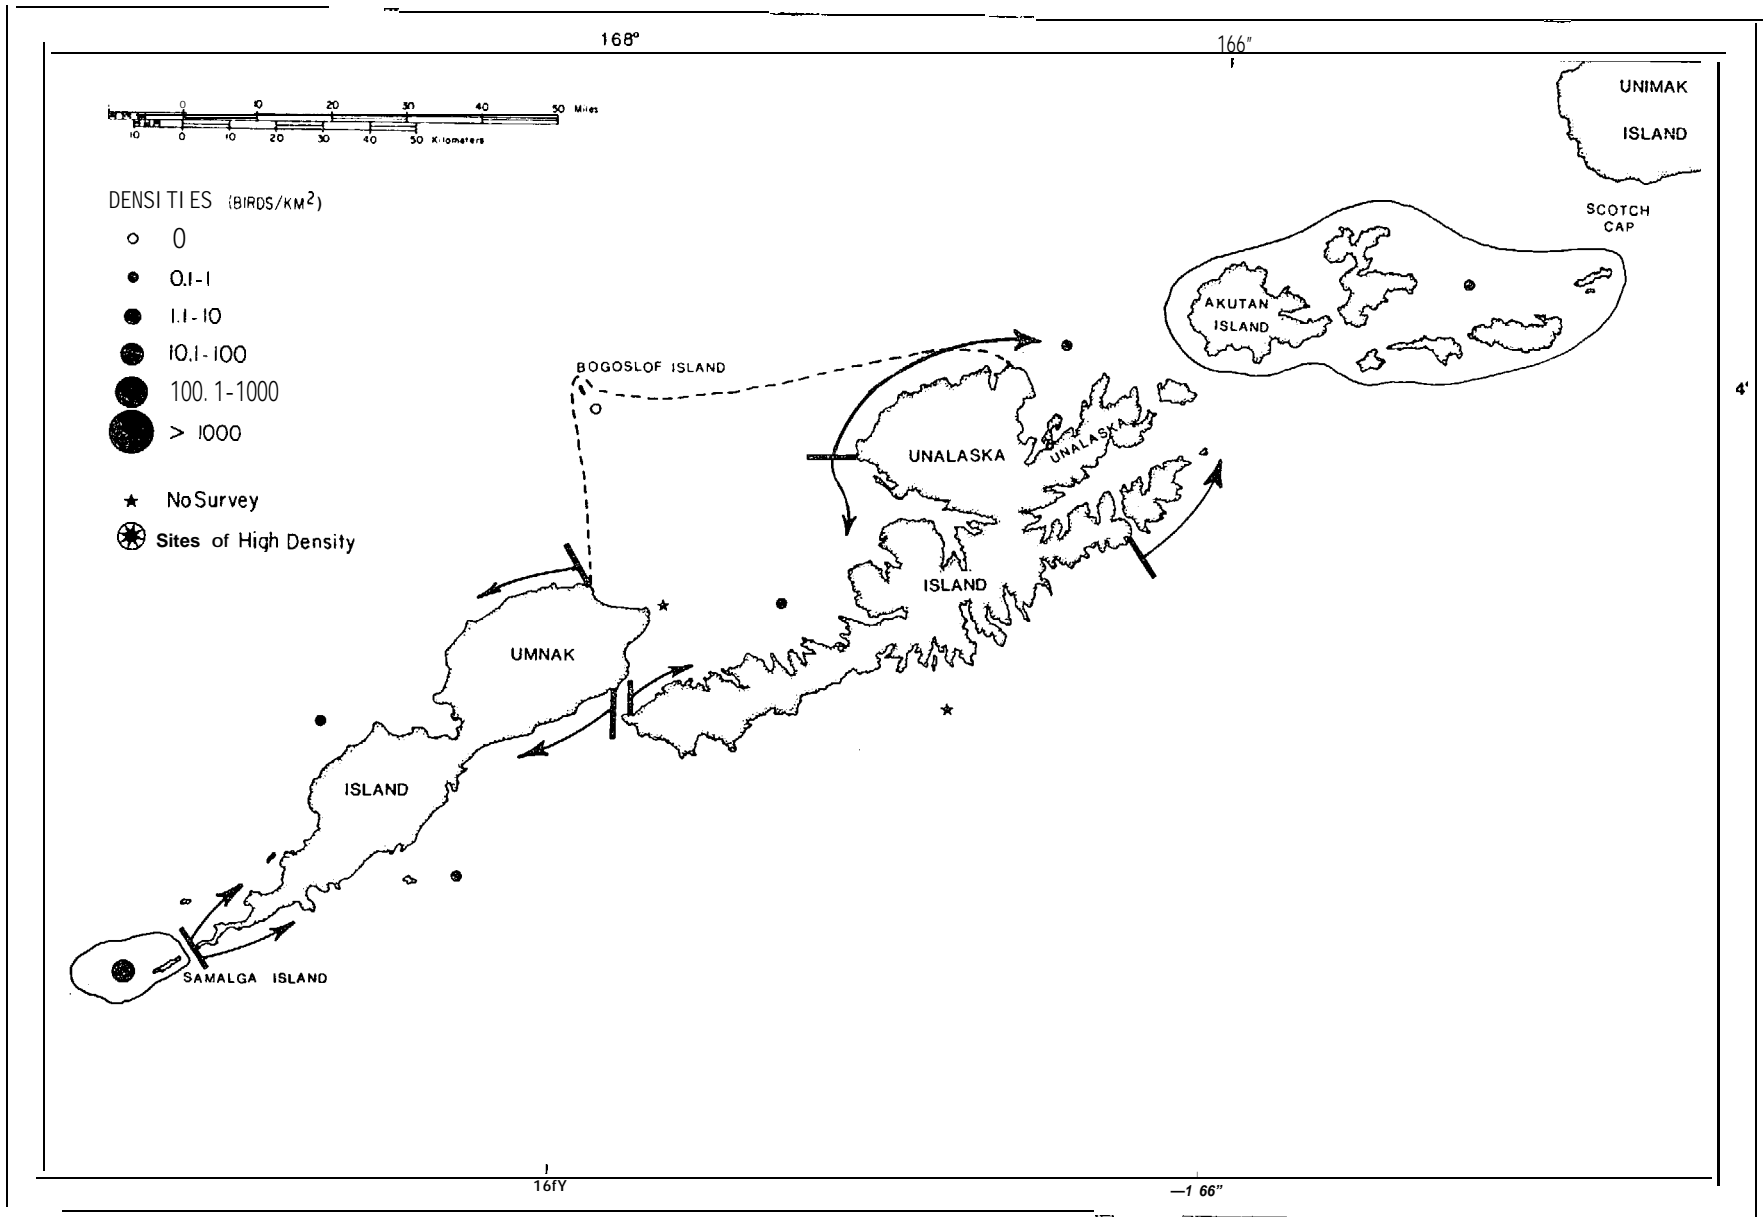 168°
166"
UNIMAK
ISLAND
0 10 20 30 40 50 Miles
10 0 10 20 30 40 50 Kilometers
DENSITIES (BIRDS/KM²)
0
0.1-1
1.1-10
10.1-100
100.1-1000
> 1000
No Survey
Sites of High Density
SCOTCH
CAP
AKUTAN
ISLAND
BOGOSLOF ISLAND
4'
UNALASKA
UNALASKA
ISLAND
UMNAK
ISLAND
SAMALGA ISLAND
16fY
—1 66"